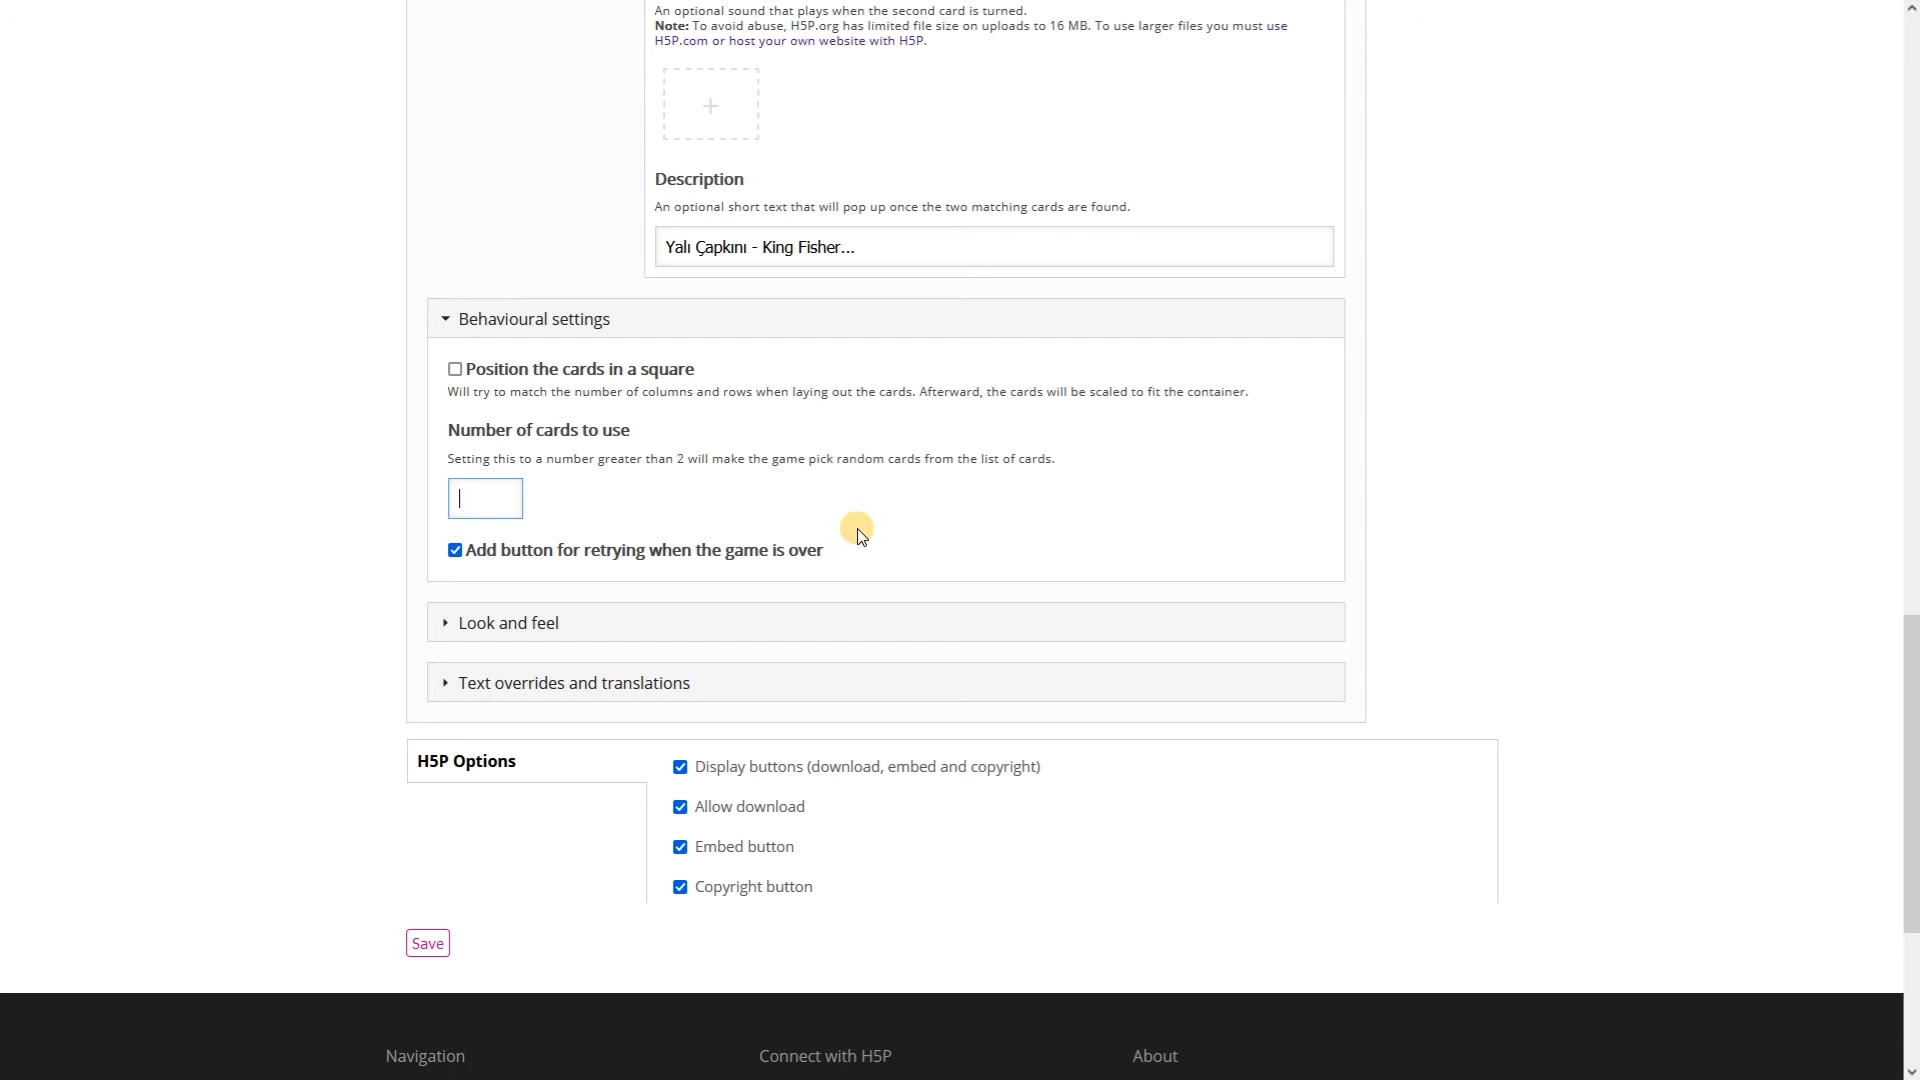 An optional sound that plays when the second card is turned.
Note: To avoid abuse, H5P.org has limited file size on uploads to 16 MB. To use larger files you must use
H5P.com or host your own website with H5P.
+
Description
An optional short text that will pop up once the two matching cards are found.
Yalı Çapkını - King Fisher...
Behavioural settings
Position the cards in a square
Will try to match the number of columns and rows when laying out the cards. Afterward, the cards will be scaled to fit the container.
Number of cards to use
Setting this to a number greater than 2 will make the game pick random cards from the list of cards.
Add button for retrying when the game is over
Look and feel
Text overrides and translations
H5P Options
Display buttons (download, embed and copyright)
Allow download
Embed button
Copyright button
Save
Navigation
Connect with H5P
About